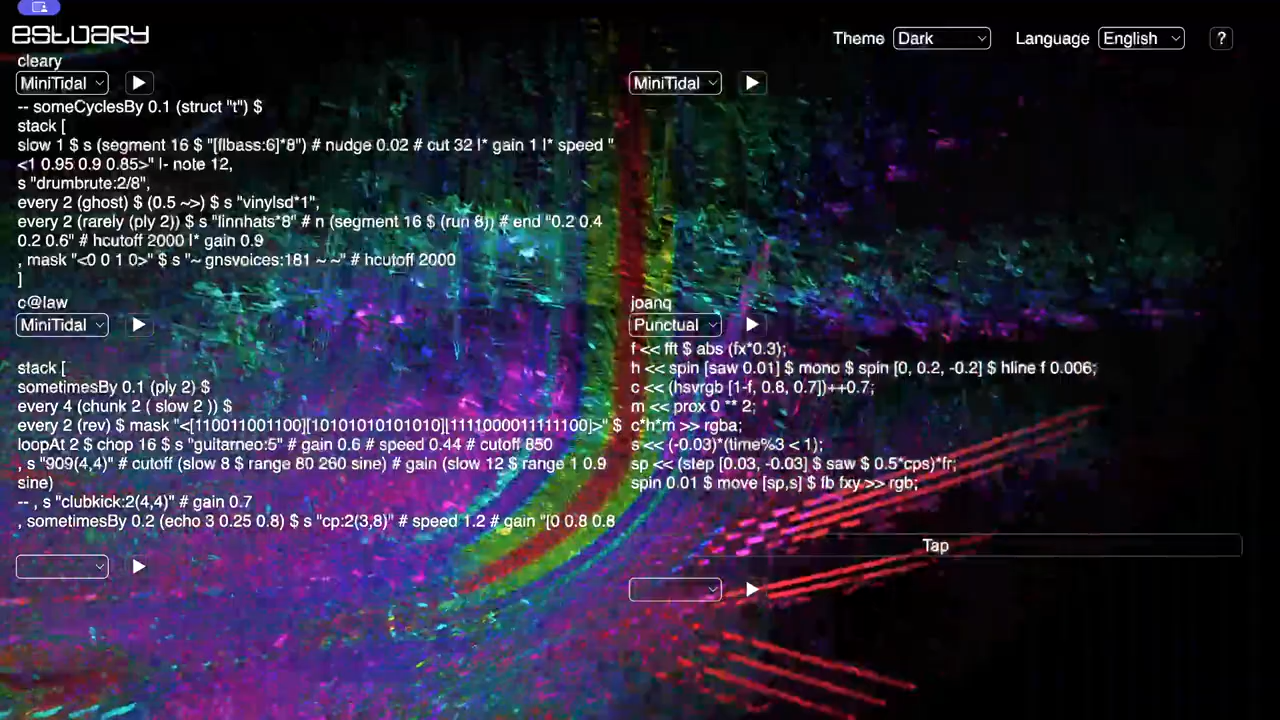 estuary
Theme Dark Language English ?
cleary
MiniTidal
-- someCyclesBy 0.1 (struct "t") $
stack [
slow 1 $ s (segment 16 $ "[flbass:6]*8") # nudge 0.02 # cut 32 |* gain 1 |* speed "
<1 0.95 0.9 0.85>" |- note 12,
s "drumbrute:2/8",
every 2 (ghost) $ (0.5 ~>) $ s "vinylsd*1",
every 2 (rarely (ply 2)) $ s "linnhats*8" # n (segment 16 $ (run 8)) # end "0.2 0.4
0.2 0.6" # hcutoff 2000 |* gain 0.9
, mask "<0 0 1 0>" $ s "~ gnsvoices:181 ~ ~" # hcutoff 2000
]
MiniTidal
c@law
MiniTidal
stack [
sometimesBy 0.1 (ply 2) $
every 4 (chunk 2 ( slow 2 )) $
every 2 (rev) $ mask "<[110011001100][10101010101010][1111000011111100]>" $
loopAt 2 $ chop 16 $ s "guitarneo:5" # gain 0.6 # speed 0.44 # cutoff 850
, s "909(4,4)" # cutoff (slow 8 $ range 80 260 sine) # gain (slow 12 $ range 1 0.9
sine)
-- , s "clubkick:2(4,4)" # gain 0.7
, sometimesBy 0.2 (echo 3 0.25 0.8) $ s "cp:2(3,8)" # speed 1.2 # gain "[0 0.8 0.8
joanq
Punctual
f << fft $ abs (fx*0.3);
h << spin [saw 0.01] $ mono $ spin [0, 0.2, -0.2] $ hline f 0.006;
c << (hsvrgb [1-f, 0.8, 0.7])++0.7;
m << prox 0 ** 2;
c*h*m >> rgba;
s << (-0.03)*(time%3 < 1);
sp << (step [0.03, -0.03] $ saw $ 0.5*cps)*fr;
spin 0.01 $ move [sp,s] $ fb fxy >> rgb;
Tap